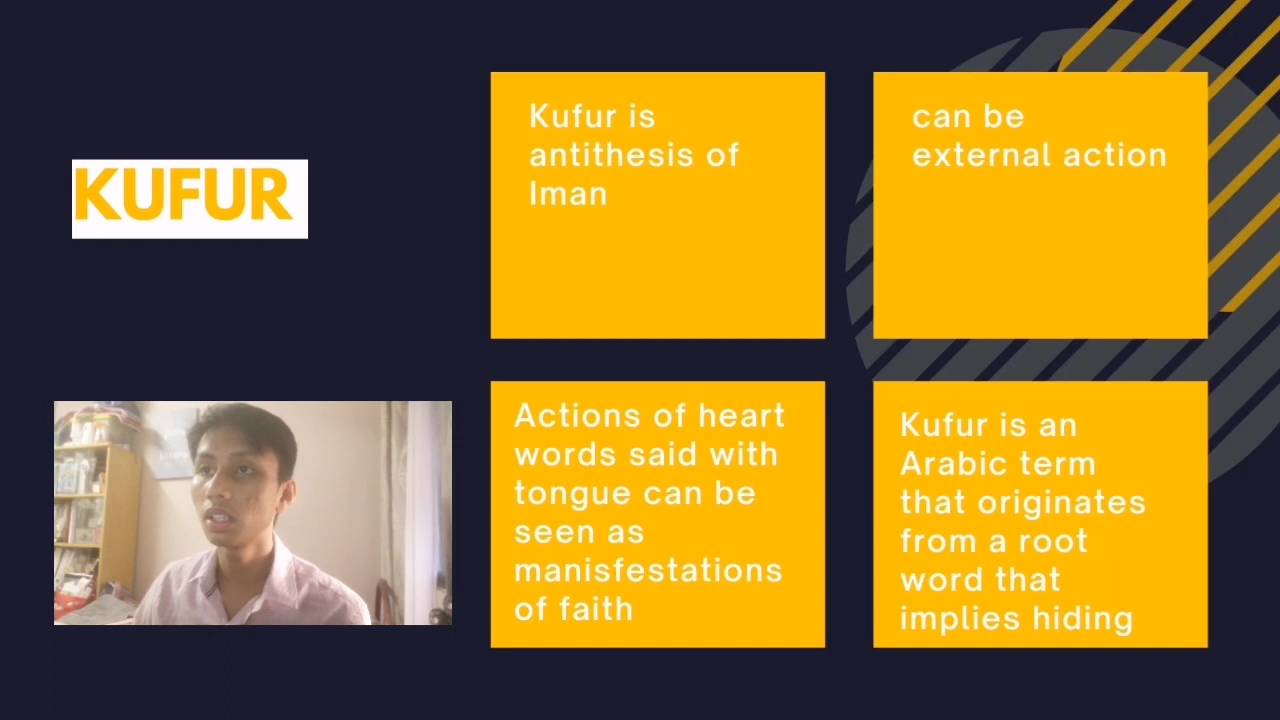 KUFUR
Kufur is
antithesis of
Iman
can be
external action
Actions of heart
words said with
tongue can be
seen as
manisfestations
of faith
Kufur is an
Arabic term
that originates
from a root
word that
implies hiding